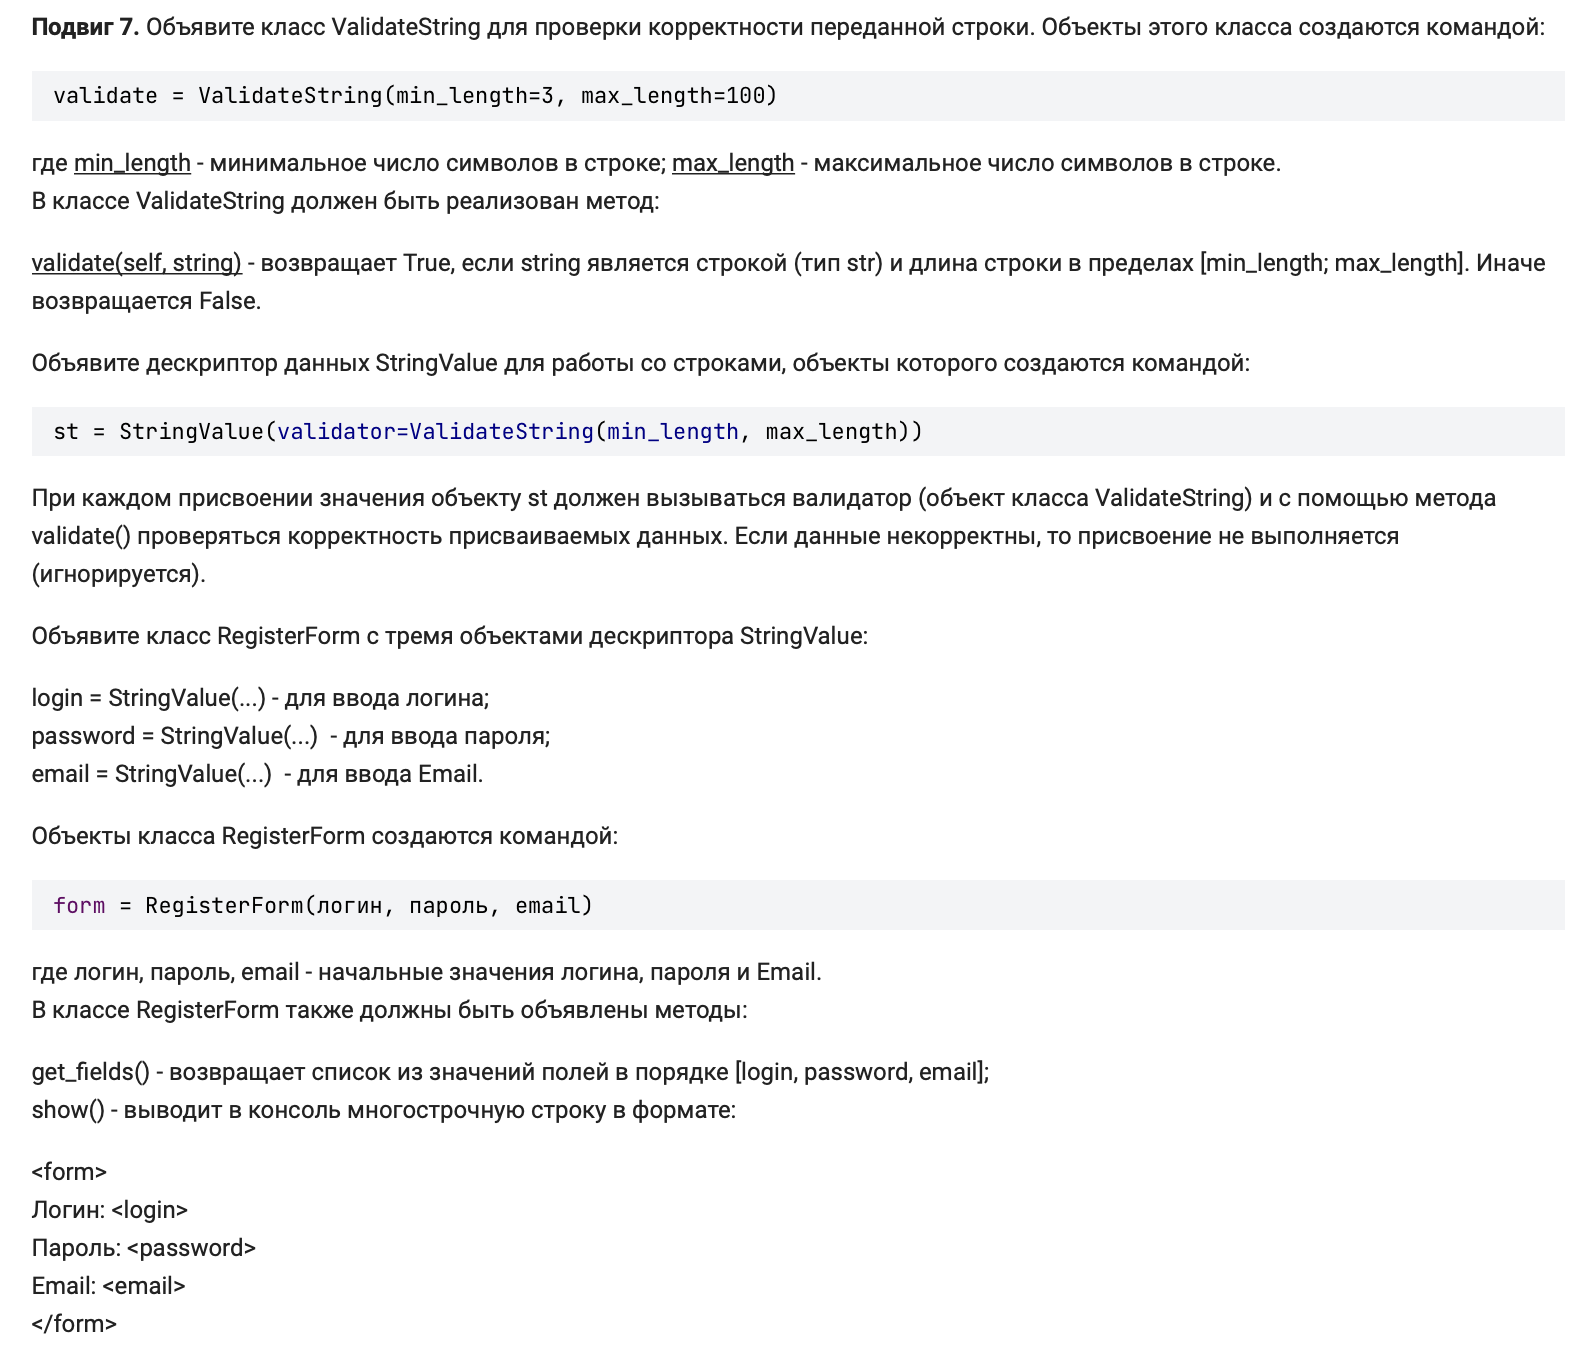 Подвиг 7. Объявите класс ValidateString для проверки корректности переданной строки. Объекты этого класса создаются командой:
validate = ValidateString(min_length=3, max_length=100)
где min_length - минимальное число символов в строке; max_length - максимальное число символов в строке.
В классе ValidateString должен быть реализован метод:
validate(self, string) - возвращает True, если string является строкой (тип str) и длина строки в пределах [min_length; max_length]. Иначе
возвращается False.
Объявите дескриптор данных StringValue для работы со строками, объекты которого создаются командой:
st = StringValue(validator=ValidateString(min_length, max_length))
При каждом присвоении значения объекту st должен вызываться валидатор (объект класса ValidateString) и с помощью метода
validate() проверяться корректность присваиваемых данных. Если данные некорректны, то присвоение не выполняется
(игнорируется).
Объявите класс RegisterForm с тремя объектами дескриптора StringValue:
login = StringValue(...) - для ввода логина;
password = StringValue(...)  - для ввода пароля;
email = StringValue(...)  - для ввода Email.
Объекты класса RegisterForm создаются командой:
form = RegisterForm(логин, пароль, email)
где логин, пароль, email - начальные значения логина, пароля и Email.
В классе RegisterForm также должны быть объявлены методы:
get_fields() - возвращает список из значений полей в порядке [login, password, email];
show() - выводит в консоль многострочную строку в формате:
<form>
Логин: <login>
Пароль: <password>
Email: <email>
</form>